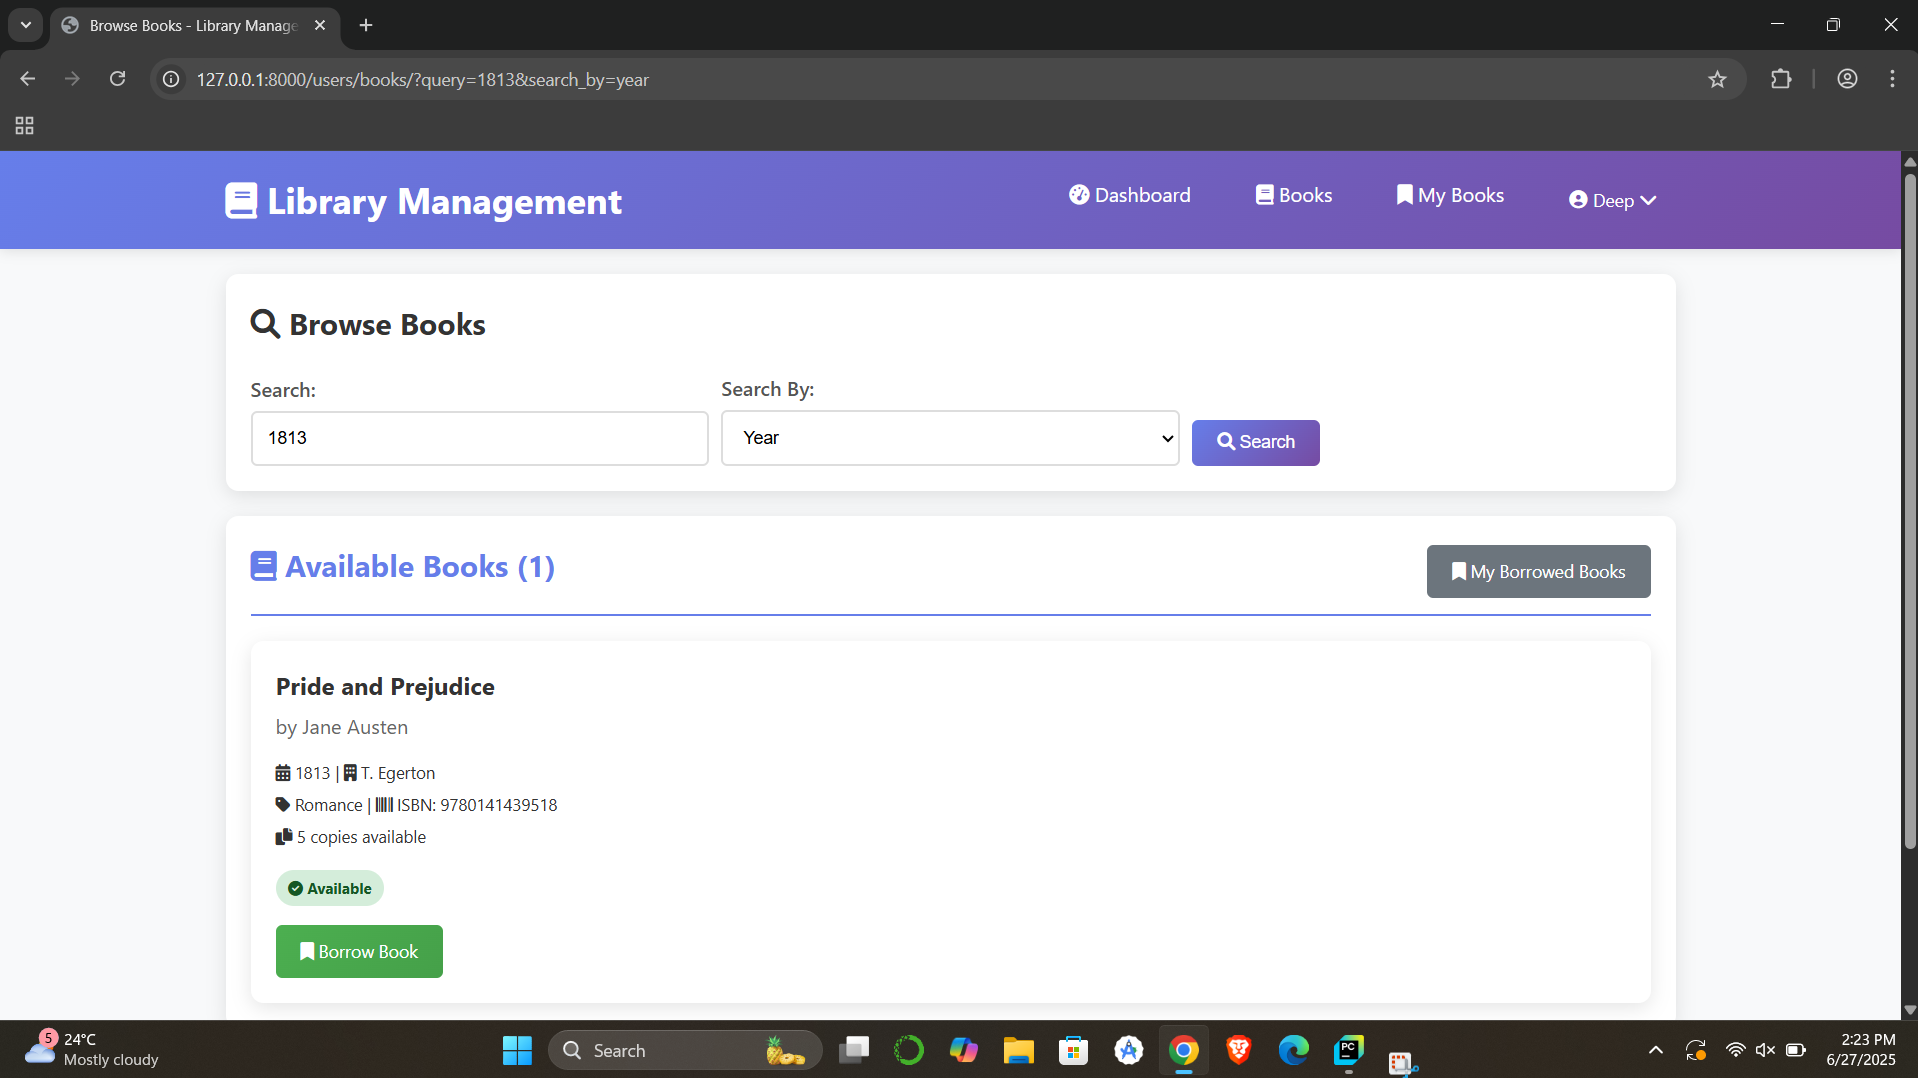 Browse Books - Library Manage
127.0.0.1:8000/users/books/?query=1813&search_by=year
Library Management
Dashboard
Books
My Books
Deep
Browse Books
Search:
Search By:
1813
Year
Search
Available Books (1)
My Borrowed Books
Pride and Prejudice
by Jane Austen
1813 | T. Egerton
Romance | ISBN: 9780141439518
5 copies available
Available
Borrow Book
5
24°C
Mostly cloudy
Search
PC
2:23 PM
6/27/2025